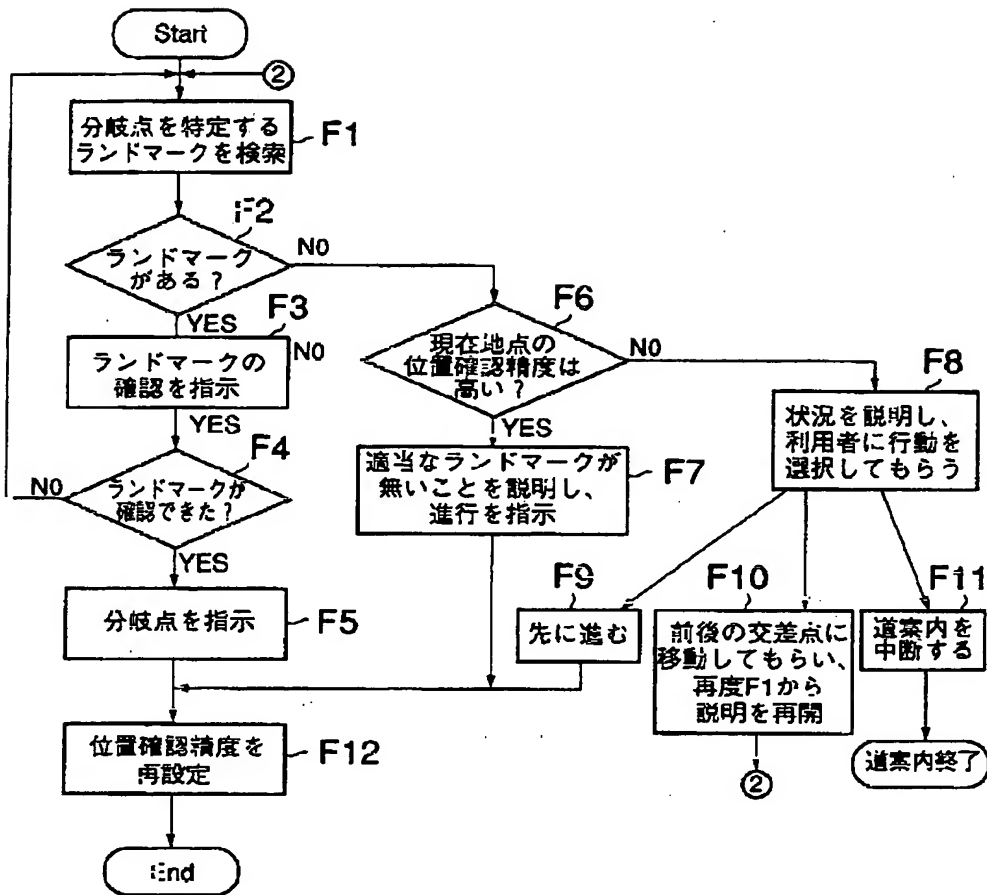 Start
②
分岐点を特定する
ランドマークを検索
F1
F2
ランドマーク
がある?
NO
YES
F3
ランドマークの
確認を指示
NO
YES
F4
ランドマークが
確認できた?
NO
YES
分岐点を指示
F5
F6
現在地点の
位置確認精度は
高い?
NO
YES
適当なランドマークが
無いことを説明し、
進行を指示
F7
F8
状況を説明し、
利用者に行動を
選択してもらう
F9
先に進む
F10
前後の交差点に
移動してもらい、
再度F1から
説明を再開
②
F11
道案内を
中断する
道案内終了
位置確認精度を
再設定
F12
End